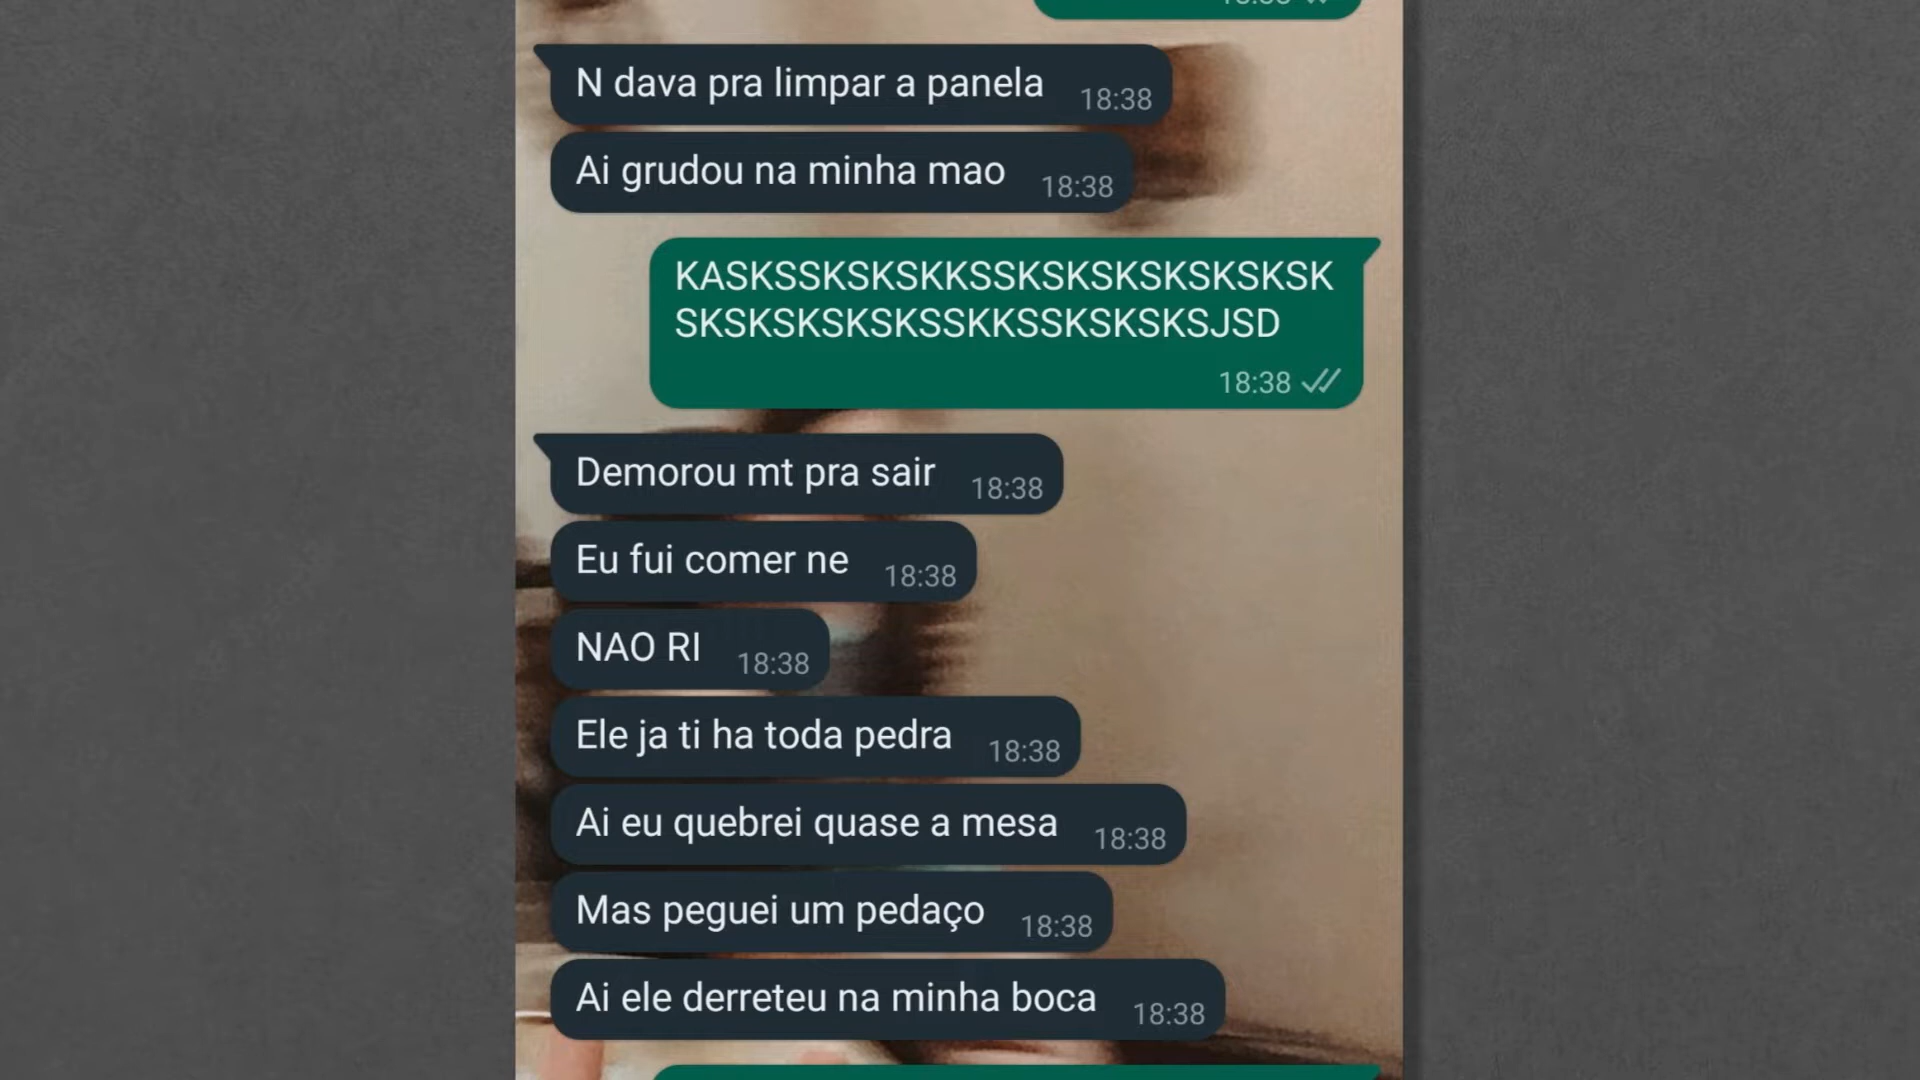 N dava pra limpar a panela 18:38
Ai grudou na minha mao 18:38
KASKSSKSKSKKSSKSKSKSKSKSKSK
SKSKSKSKSKSSKKSSKSKSKSJSD
18:38
Demorou mt pra sair 18:38
Eu fui comer ne 18:38
NAO RI 18:38
Ele ja ti ha toda pedra 18:38
Ai eu quebrei quase a mesa 18:38
Mas peguei um pedaço 18:38
Ai ele derreteu na minha boca 18:38